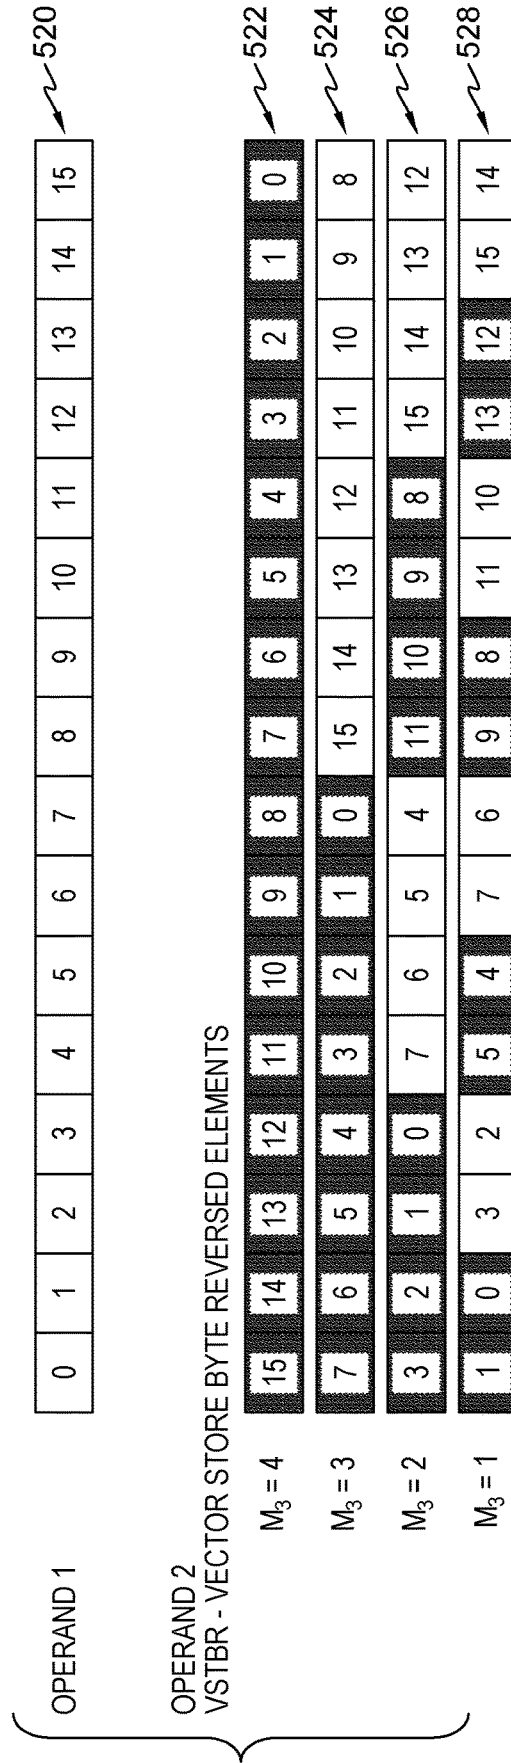 OPERAND 1
0 1 2 3 4 5 6 7 8 9 10 11 12 13 14 15
520
OPERAND 2
VSTBR - VECTOR STORE BYTE REVERSED ELEMENTS
M3 = 4
15 14 13 12 11 10 9 8 7 6 5 4 3 2 1 0
522
M3 = 3
7 6 5 4 3 2 1 0 15 14 13 12 11 10 9 8
524
M3 = 2
3 2 1 0 7 6 5 4 11 10 9 8 15 14 13 12
526
M3 = 1
1 0 3 2 5 4 7 6 9 8 11 10 13 12 15 14
528